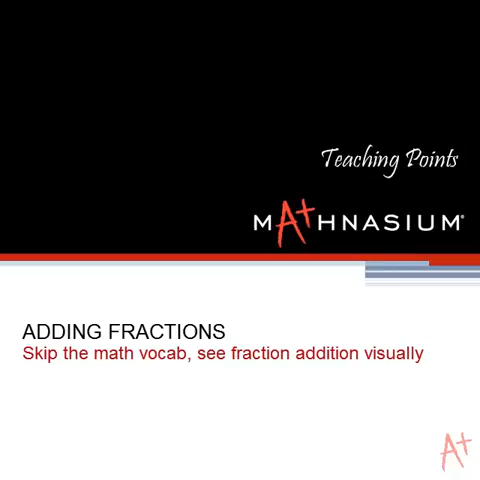 Teaching Points
MATHNASIUM®
ADDING FRACTIONS
Skip the math vocab, see fraction addition visually
A+